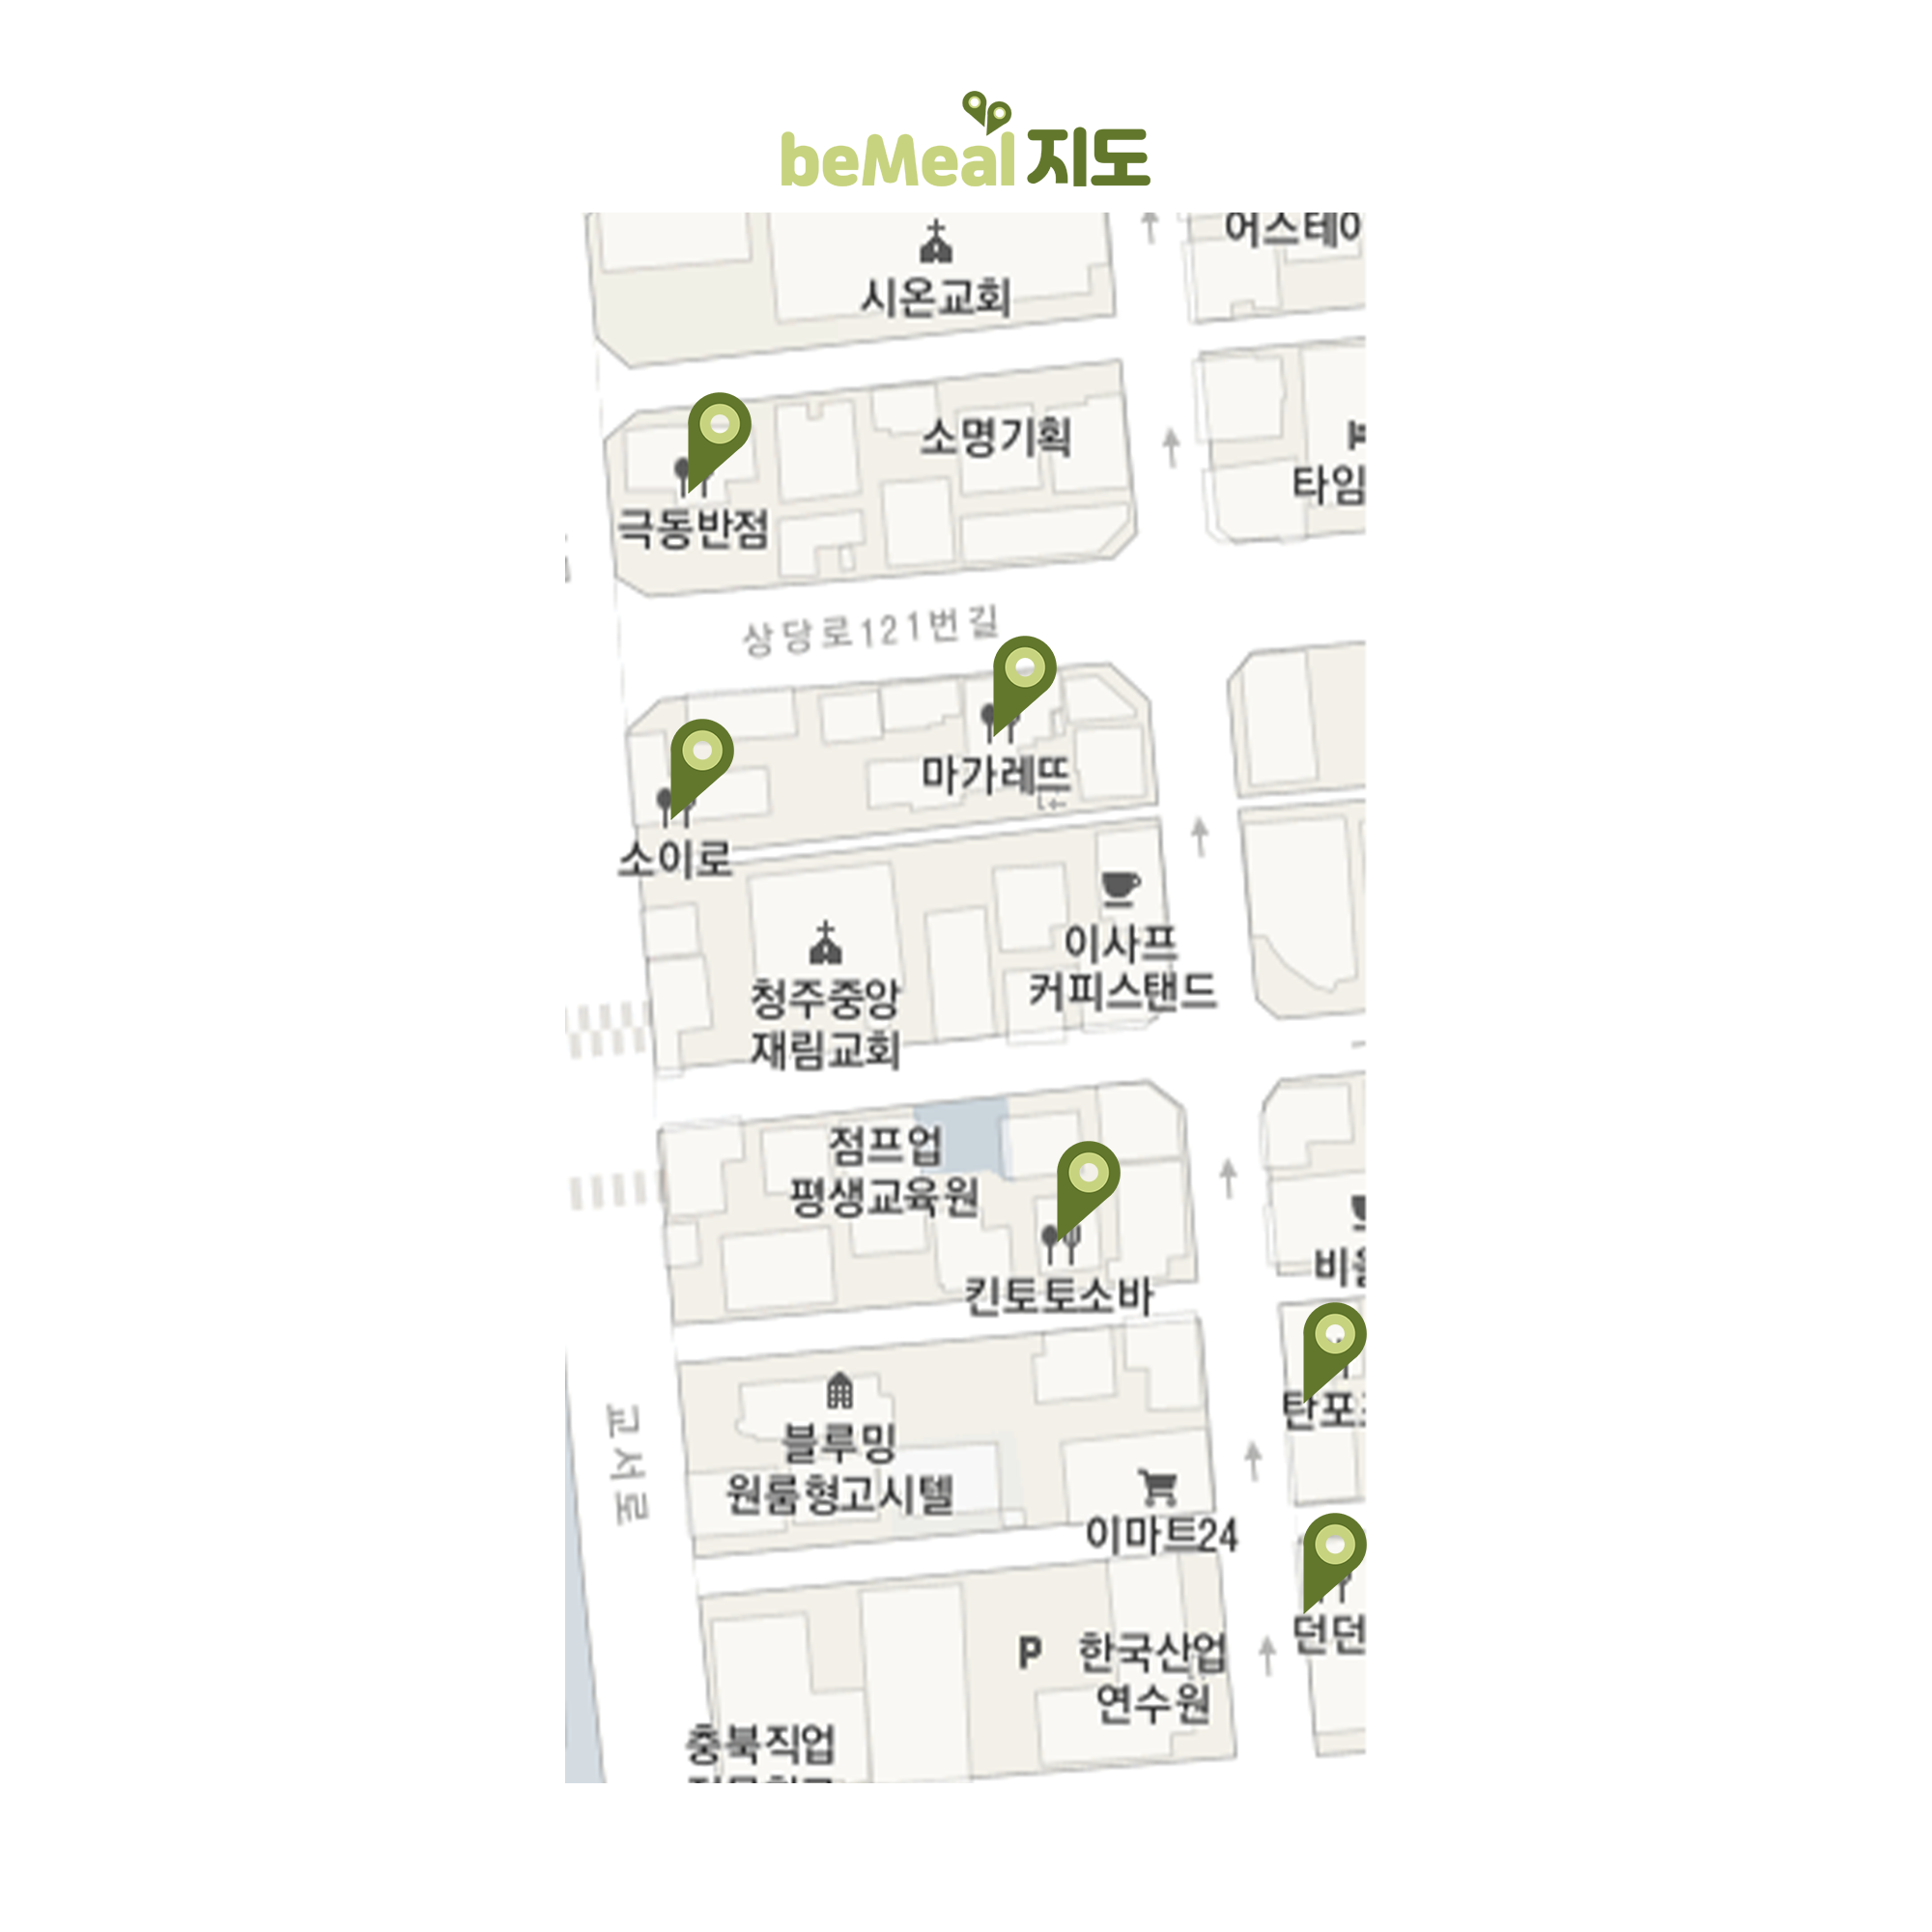 beMeal 지도
어스테이
시온교회
소명기획
타임
극동반점
상당로121번길
마가레뜨
소이로
이사프
커피스탠드
청주중앙
재림교회
점프업
평생교육원
킨토토소바
탄포
블루밍
원룸형고시텔
교서로
이마트24
던던
P
한국산업
연수원
충북직업